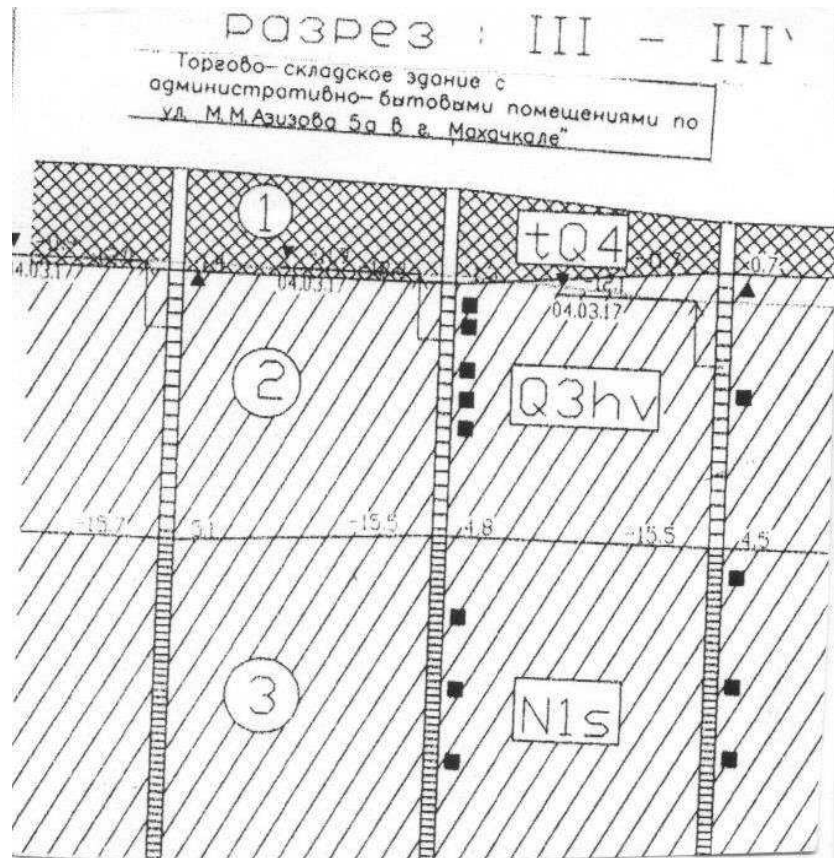 Разрез : III - III'
Торгово-складское здание с
административно-бытовыми помещениями по
ул. М.М.Азизова 5а в г. Махачкале"
1
tQ4
-0.7
04.03.17
04.03.17
04.03.17
2
Q3hv
-15.7 5.1 -15.5 4.8 -15.5 4.5
3
N1s